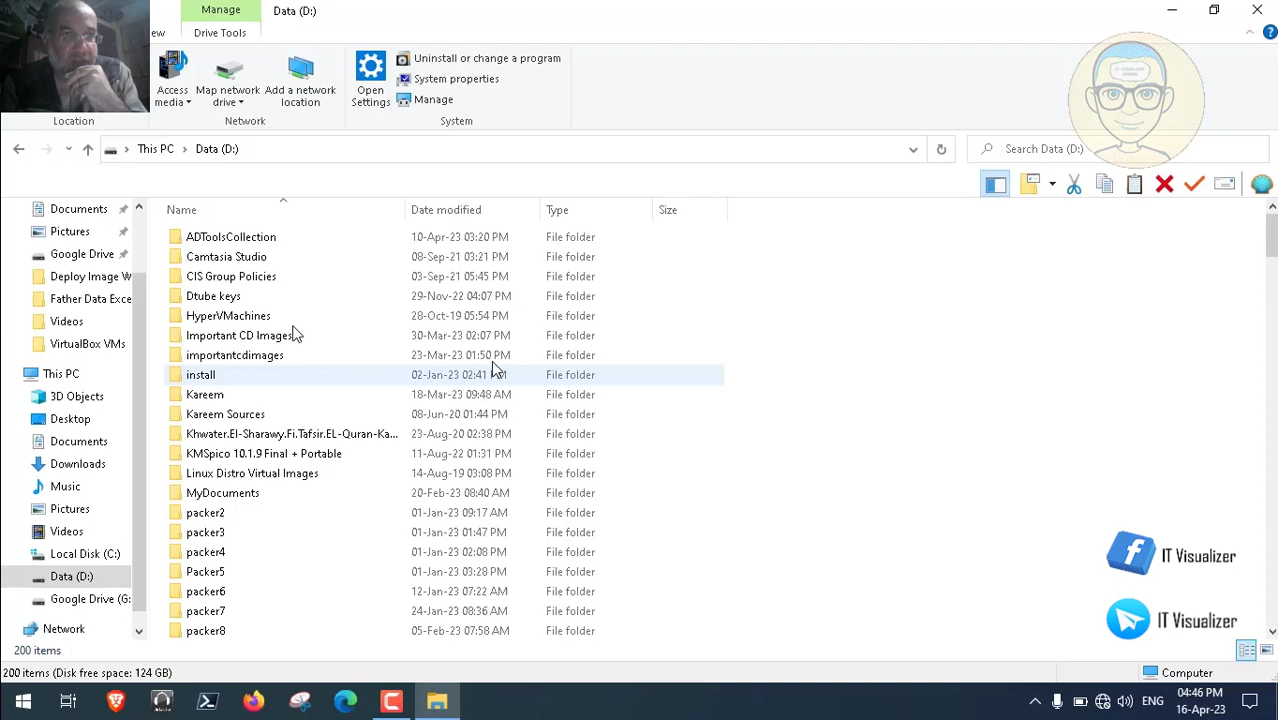 Manage
Data (D:)
ew
Drive Tools
Access media
Map network drive
Add a network location
Open Settings
Uninstall or change a program
System properties
Manage
Location
Network
System
IT VISUALIZER
This PC > Data (D:)
Search Data (D:)
Name
Date modified
Type
Size
Documents
Pictures
Google Drive
Deploy Image W
Father Data Exce
Videos
VirtualBox VMs
This PC
3D Objects
Desktop
Documents
Downloads
Music
Pictures
Videos
Local Disk (C:)
Data (D:)
Google Drive (G:
Network
ADToolsCollection 10-Apr-23 03:20 PM File folder
Camtasia Studio 08-Sep-21 03:21 PM File folder
CIS Group Policies 03-Sep-21 05:45 PM File folder
Dtube keys 29-Nov-22 04:07 PM File folder
HyperVMachines 28-Oct-19 05:54 PM File folder
Important CD Images 30-Mar-23 02:07 PM File folder
importantcdimages 23-Mar-23 01:50 PM File folder
install 02-Jan-23 02:41 File folder
Kareem 18-Mar-23 09:48 AM File folder
Kareem Sources 08-Jun-20 01:44 PM File folder
Khwater.El-Sharawy.Fi.Tafsir.EL-Quran-Ka... 23-Aug-20 02:38 PM File folder
KMSpico 10.1.9 Final + Portable 11-Aug-22 01:31 PM File folder
Linux Distro Virtual Images 14-Aug-19 03:08 PM File folder
MyDocuments 20-Feb-23 08:40 AM File folder
packer2 01-Jan-23 09:17 AM File folder
packer3 01-Jan-23 01:47 PM File folder
packer4 01-Jan-23 02:08 PM File folder
Packer5 01-Jan-23 03:28 PM File folder
packer6 12-Jan-23 07:22 AM File folder
packer7 24-Jan-23 08:36 AM File folder
packer8 05-Feb-23 07:58 AM File folder
IT Visualizer
IT Visualizer
200 items
200 items (Disk free space: 124 GB)
Computer
ENG
04:46 PM
16-Apr-23